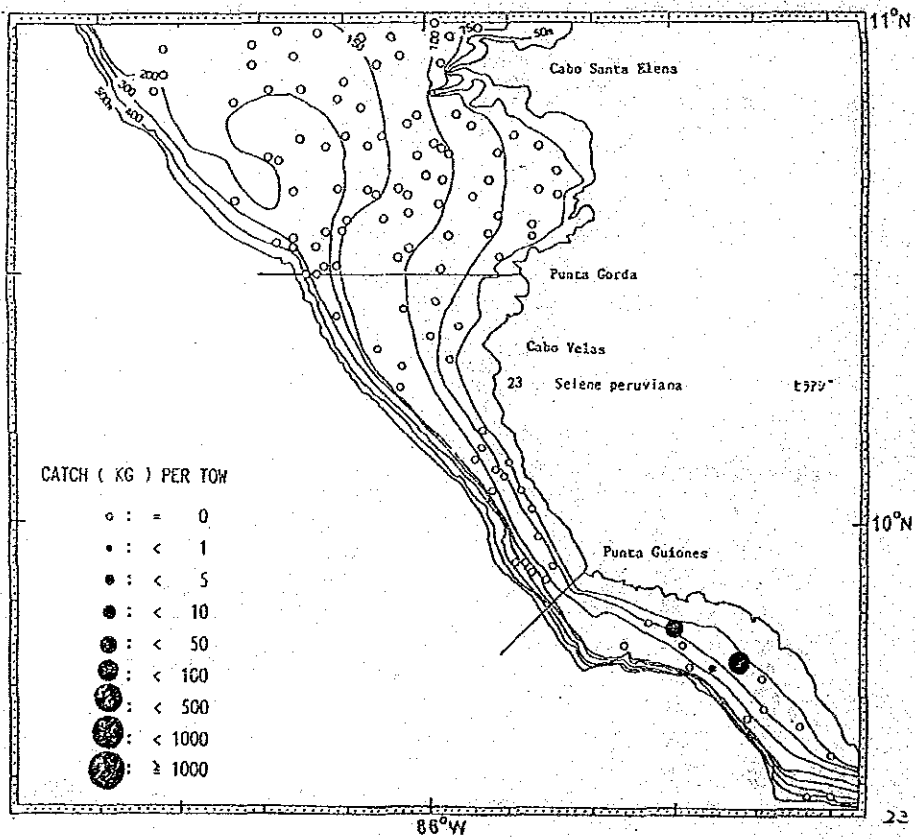 11°N
50m
75
100
150
200
300
400
500m
Cabo Santa Elena
Punta Gorda
Cabo Velas
23 Selene peruviana
CATCH ( KG ) PER TOW
○ : = 0
● : < 1
● : < 5
● : < 10
● : < 50
● : < 100
● : < 500
● : < 1000
● : ≧ 1000
10°N
Punta Guiones
86°W